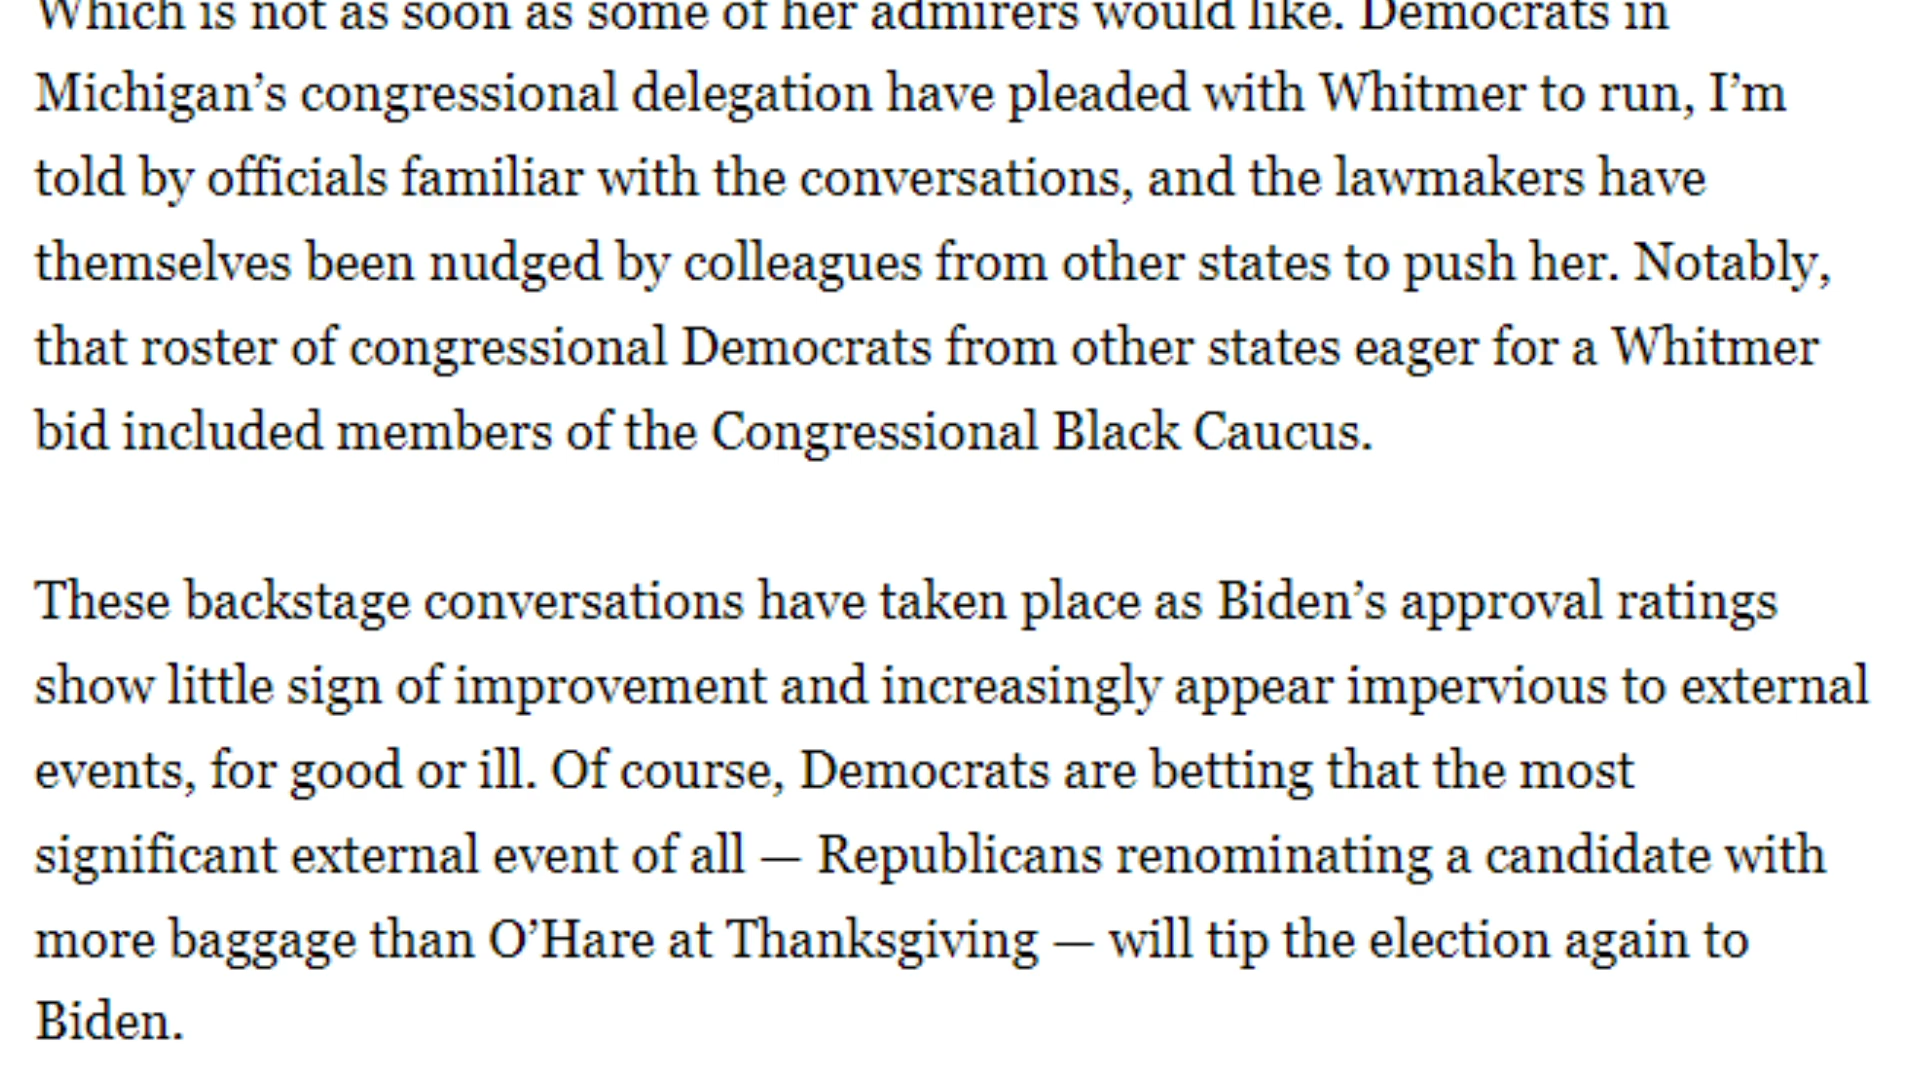 Which is not as soon as some of her admirers would like. Democrats in
Michigan’s congressional delegation have pleaded with Whitmer to run, I’m
told by officials familiar with the conversations, and the lawmakers have
themselves been nudged by colleagues from other states to push her. Notably,
that roster of congressional Democrats from other states eager for a Whitmer
bid included members of the Congressional Black Caucus.
These backstage conversations have taken place as Biden’s approval ratings
show little sign of improvement and increasingly appear impervious to external
events, for good or ill. Of course, Democrats are betting that the most
significant external event of all — Republicans renominating a candidate with
more baggage than O’Hare at Thanksgiving — will tip the election again to
Biden.